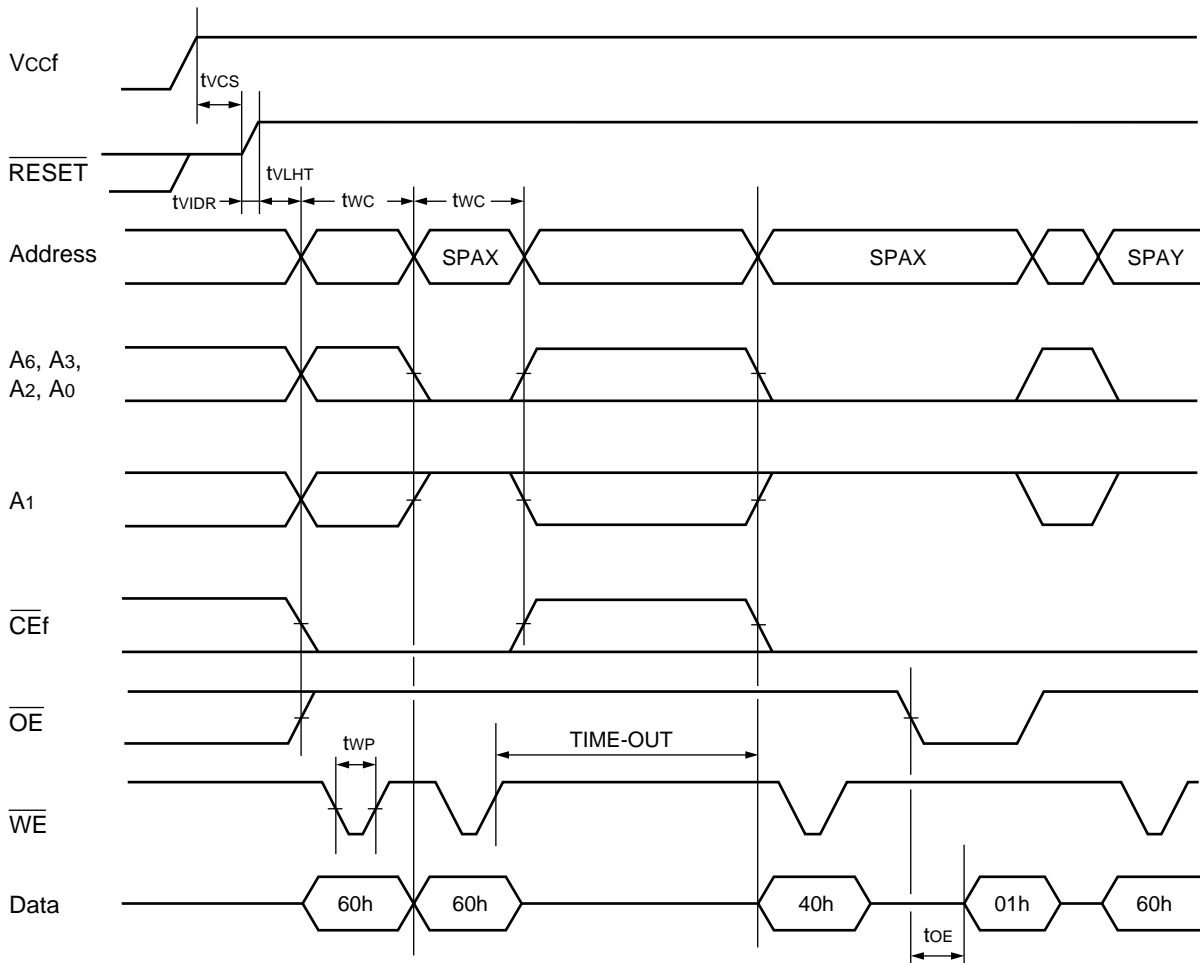 VCCf
tVCS
RESET
tVLHT
tVIDR
tWC
tWC
Address
SPAX
SPAX
SPAY
A6, A3,
A2, A0
A1
CEf
OE
tWP
TIME-OUT
WE
Data
60h
60h
40h
01h
60h
tOE